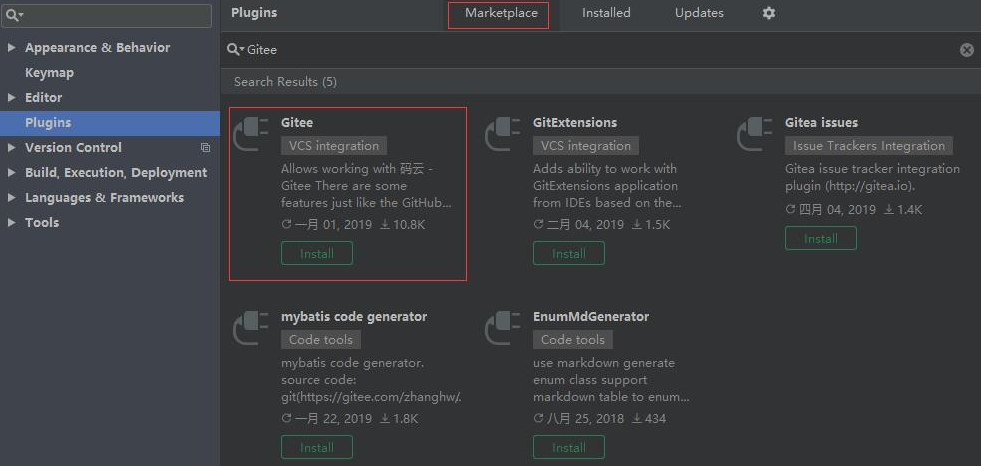 Plugins
Marketplace
Installed
Updates
Appearance & Behavior
Keymap
Editor
Plugins
Version Control
Build, Execution, Deployment
Languages & Frameworks
Tools
Gitee
Search Results (5)
Gitee
VCS integration
Allows working with 码云 -
Gitee There are some
features just like the GitHub...
一月 01, 2019 10.8K
Install
GitExtensions
VCS integration
Adds ability to work with
GitExtensions application
from IDEs based on the...
二月 04, 2019 1.5K
Install
Gitea issues
Issue Trackers Integration
Gitea issue tracker integration
plugin (http://gitea.io).
四月 04, 2019 1.4K
Install
mybatis code generator
Code tools
mybatis code generator.
source code:
git(https://gitee.com/zhanghw/.
一月 22, 2019 1.8K
Install
EnumMdGenerator
Code tools
use markdown generate
enum class support
markdown table to enum...
八月 25, 2018 434
Install